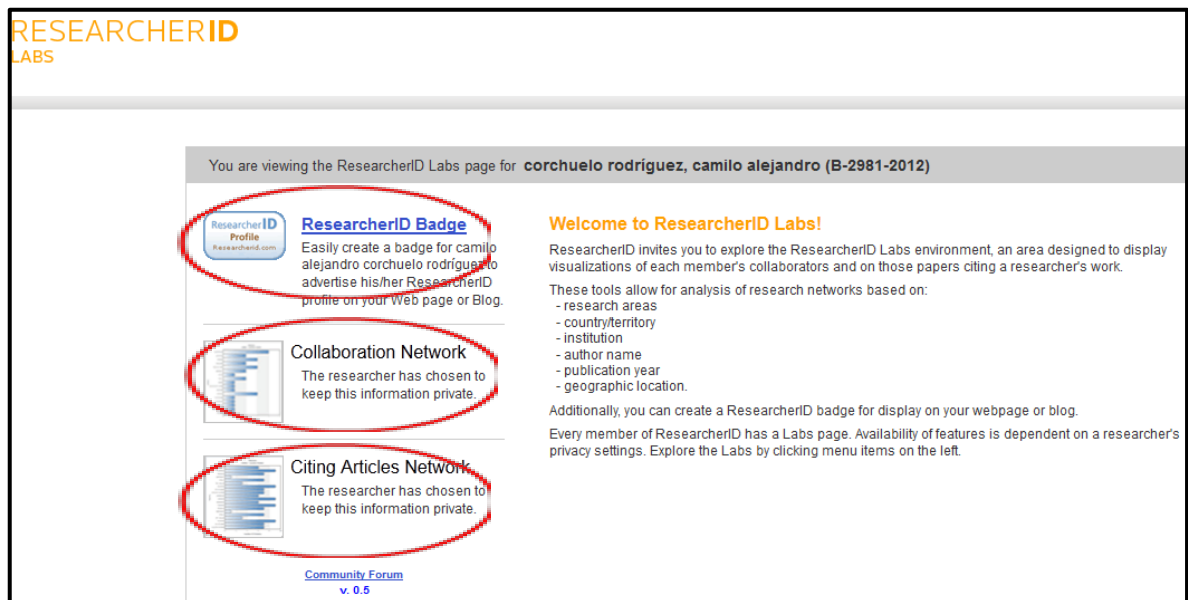 RESEARCHERID
LABS
You are viewing the ResearcherID Labs page for corchuelo rodríguez, camilo alejandro (B-2981-2012)
ResearcherID
Profile
Researcherid.com
ResearcherID Badge
Easily create a badge for camilo
alejandro corchuelo rodríguez to
advertise his/her ResearcherID
profile on your Web page or Blog.
Collaboration Network
The researcher has chosen to
keep this information private.
Citing Articles Network
The researcher has chosen to
keep this information private.
Community Forum
v. 0.5
Welcome to ResearcherID Labs!
ResearcherID invites you to explore the ResearcherID Labs environment, an area designed to display
visualizations of each member's collaborators and on those papers citing a researcher's work.
These tools allow for analysis of research networks based on:
- research areas
- country/territory
- institution
- author name
- publication year
- geographic location.
Additionally, you can create a ResearcherID badge for display on your webpage or blog.
Every member of ResearcherID has a Labs page. Availability of features is dependent on a researcher's
privacy settings. Explore the Labs by clicking menu items on the left.